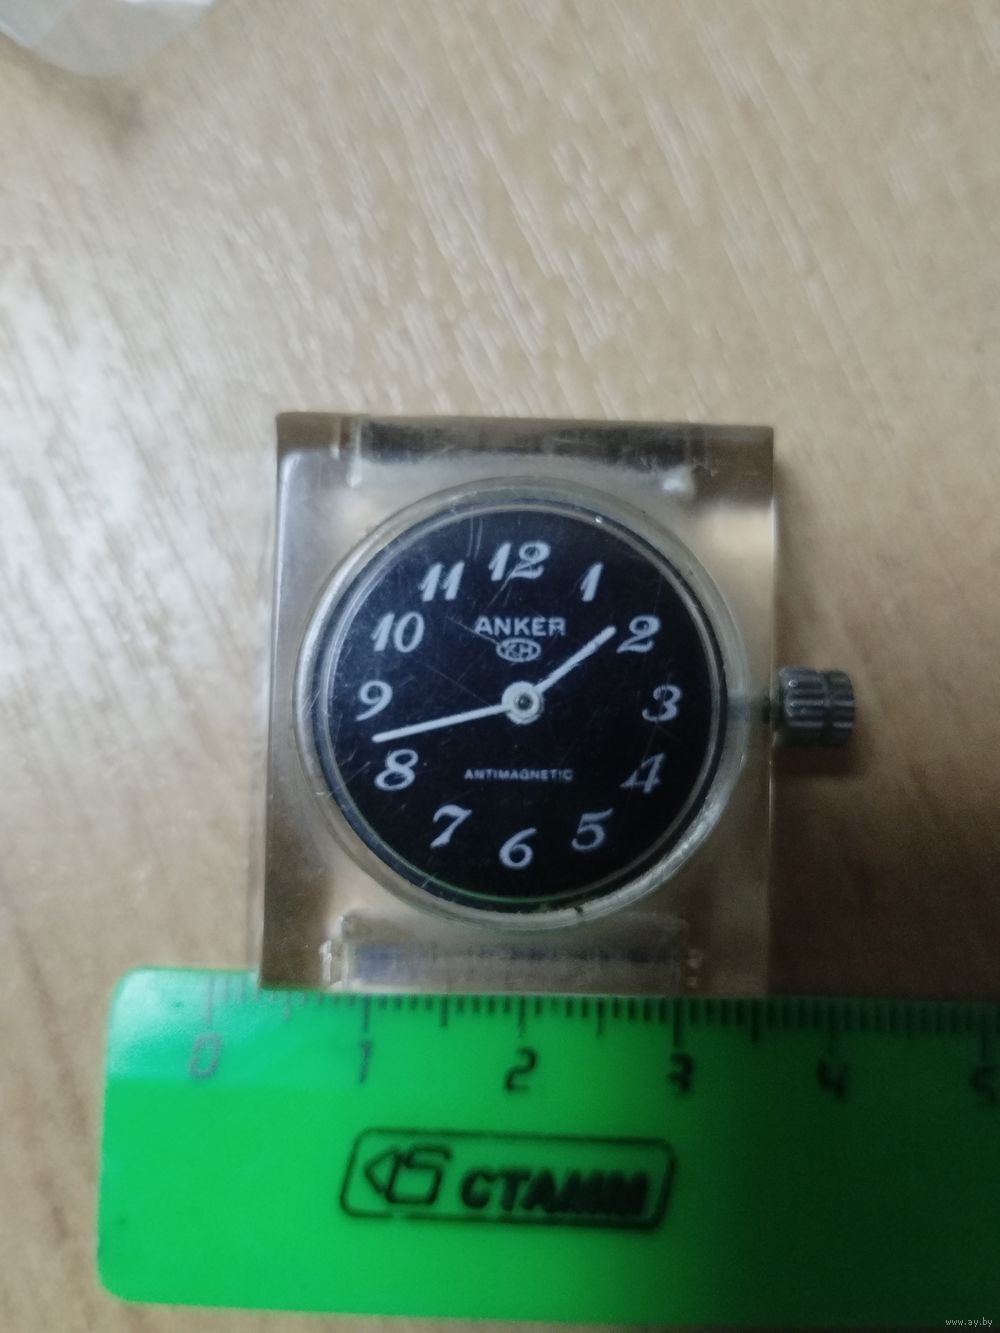 12
11 1
10 2
ANKER
KH
9 3
8 4
ANTIMAGNETIC
7 5
6
0 1 2 3 4 5
СТАММ
www.ay.by